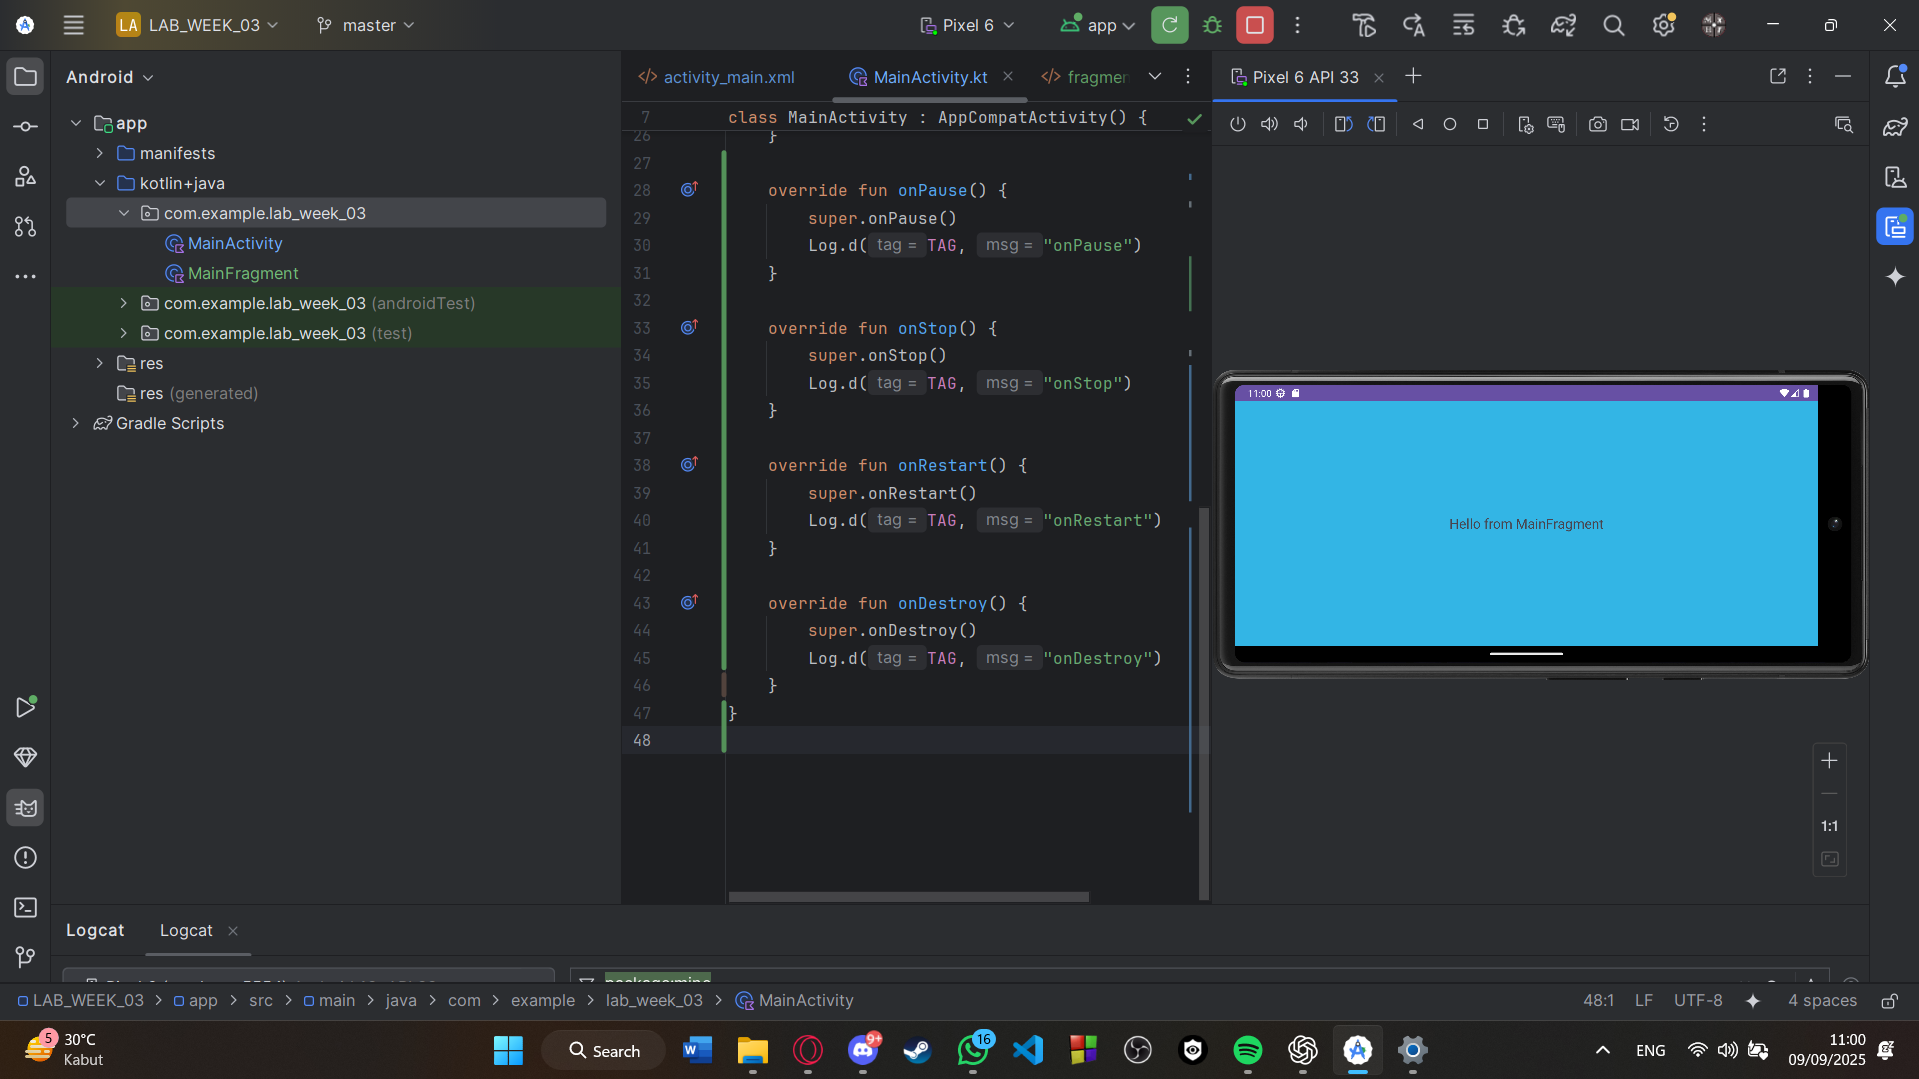 LA LAB_WEEK_03 master Pixel 6 app
Android
app
manifests
kotlin+java
com.example.lab_week_03
MainActivity
MainFragment
com.example.lab_week_03 (androidTest)
com.example.lab_week_03 (test)
res
res (generated)
Gradle Scripts
activity_main.xml MainActivity.kt fragmen
7 class MainActivity : AppCompatActivity() {
26 }
27
28 override fun onPause() {
29 super.onPause()
30 Log.d( tag = TAG, msg = "onPause")
31 }
32
33 override fun onStop() {
34 super.onStop()
35 Log.d( tag = TAG, msg = "onStop")
36 }
37
38 override fun onRestart() {
39 super.onRestart()
40 Log.d( tag = TAG, msg = "onRestart")
41 }
42
43 override fun onDestroy() {
44 super.onDestroy()
45 Log.d( tag = TAG, msg = "onDestroy")
46 }
47 }
48
Pixel 6 API 33
11:00
Hello from MainFragment
1:1
Logcat Logcat
package:mine
LAB_WEEK_03 > app > src > main > java > com > example > lab_week_03 > MainActivity
48:1 LF UTF-8 4 spaces
5 30°C
Kabut
Search
9+
16
ENG
11:00
09/09/2025